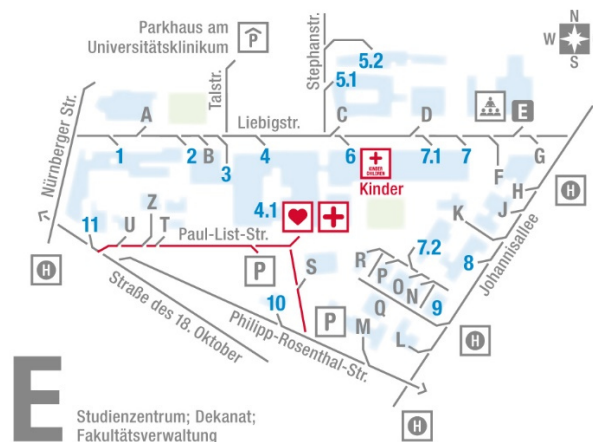 Parkhaus am
Universitätsklinikum
P
N
W
S
Nürnberger Str.
Talstr.
Stephanstr.
5.2
5.1
A
Liebigstr.
C
D
E
1
2
B
3
4
6
KINDER
CHILDREN
Kinder
7.1
7
F
G
H
H
J
K
Johannisallee
4.1
Z
11
U
T
Paul-List-Str.
P
S
H
Straße des 18. Oktober
10
Philipp-Rosenthal-Str.
P
7.2
R
P
O
N
Q
9
8
M
L
H
H
E
Studienzentrum; Dekanat;
Fakultätsverwaltung